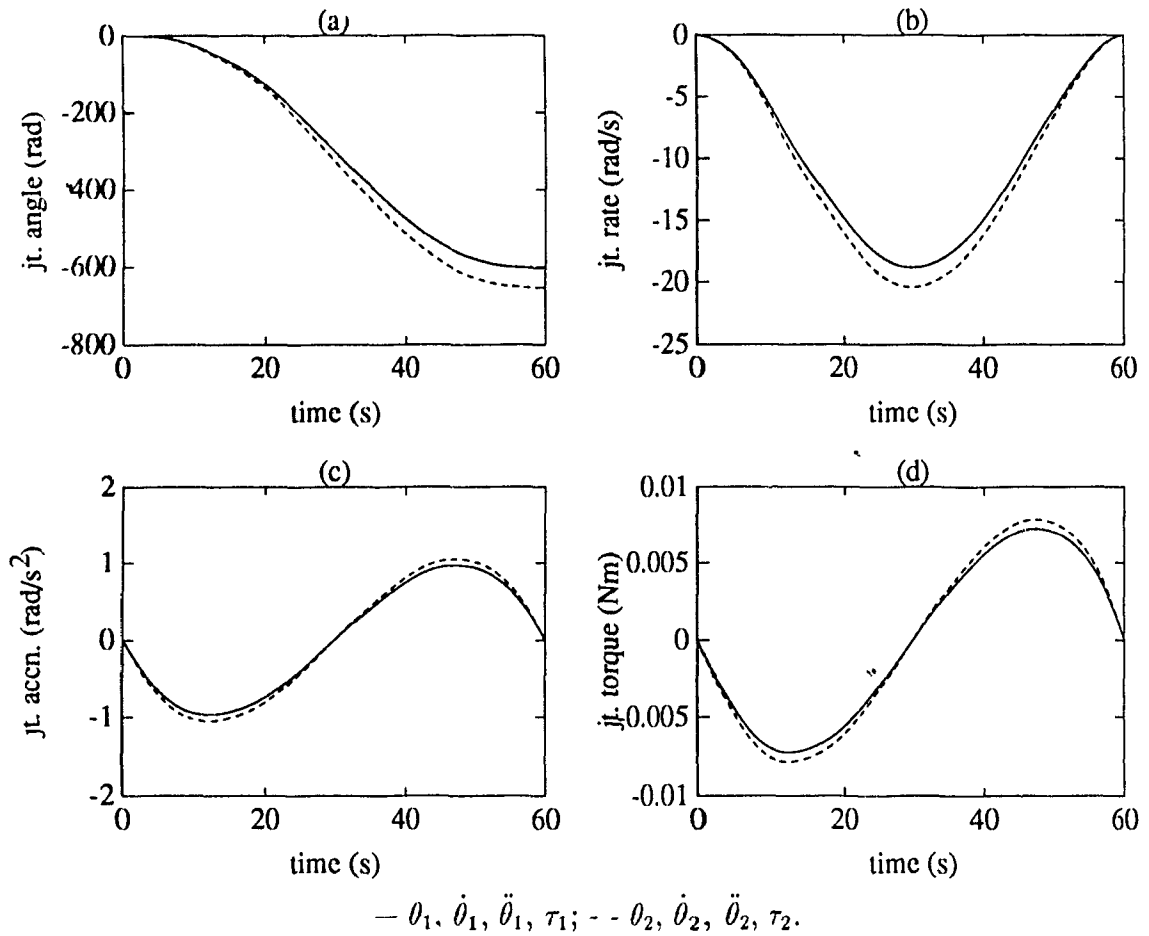 (a)
0
-200
-400
-600
-800
jt. angle (rad)
0 20 40 60
time (s)
(b)
0
-5
-10
-15
-20
-25
jt. rate (rad/s)
0 20 40 60
time (s)
(c)
2
1
0
-1
-2
jt. accn. (rad/s²)
0 20 40 60
time (s)
(d)
0.01
0.005
0
-0.005
-0.01
jt. torque (Nm)
0 20 40 60
time (s)
— θ₁, θ̇₁, θ̈₁, τ₁; - - θ₂, θ̇₂, θ̈₂, τ₂.